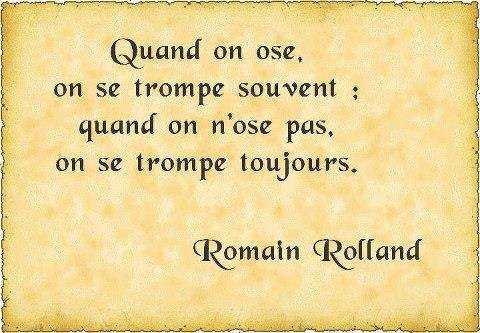 Quand on ose,
on se trompe souvent ;
quand on n'ose pas,
on se trompe toujours.
Romain Rolland